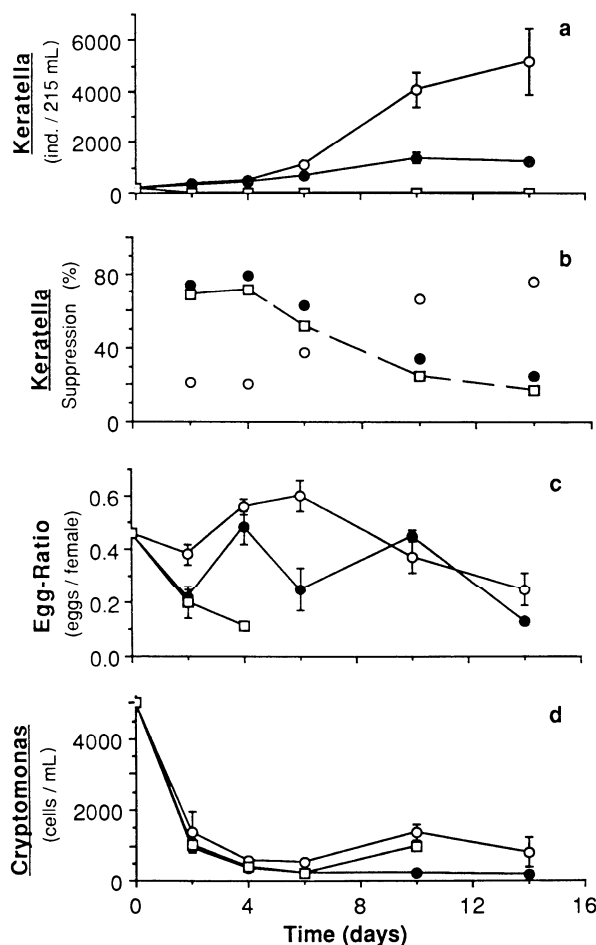 a
Keratella
(ind. / 215 mL)
6000
4000
2000
0
b
Keratella
Suppression (%)
80
40
0
c
Egg-Ratio
(eggs / female)
0.6
0.4
0.2
0.0
d
Cryptomonas
(cells / mL)
4000
2000
0
0 4 8 12 16
Time (days)